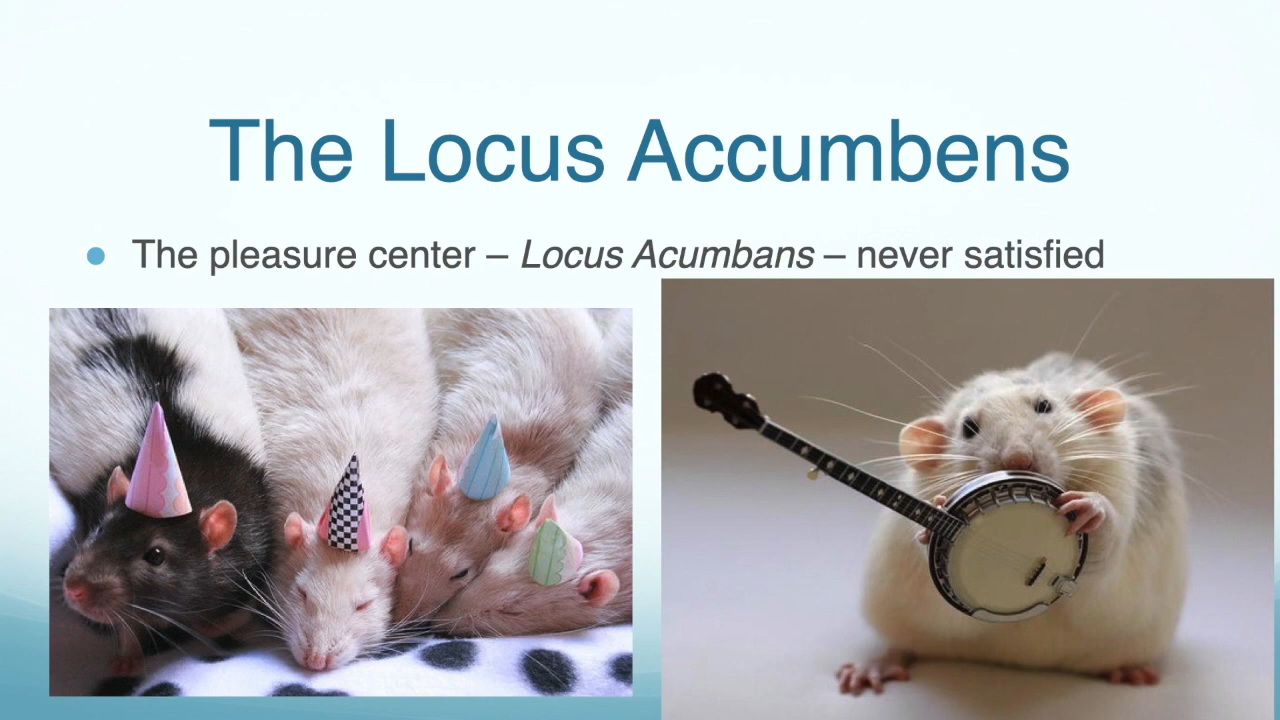 The Locus Accumbens
● The pleasure center – Locus Acumbans – never satisfied